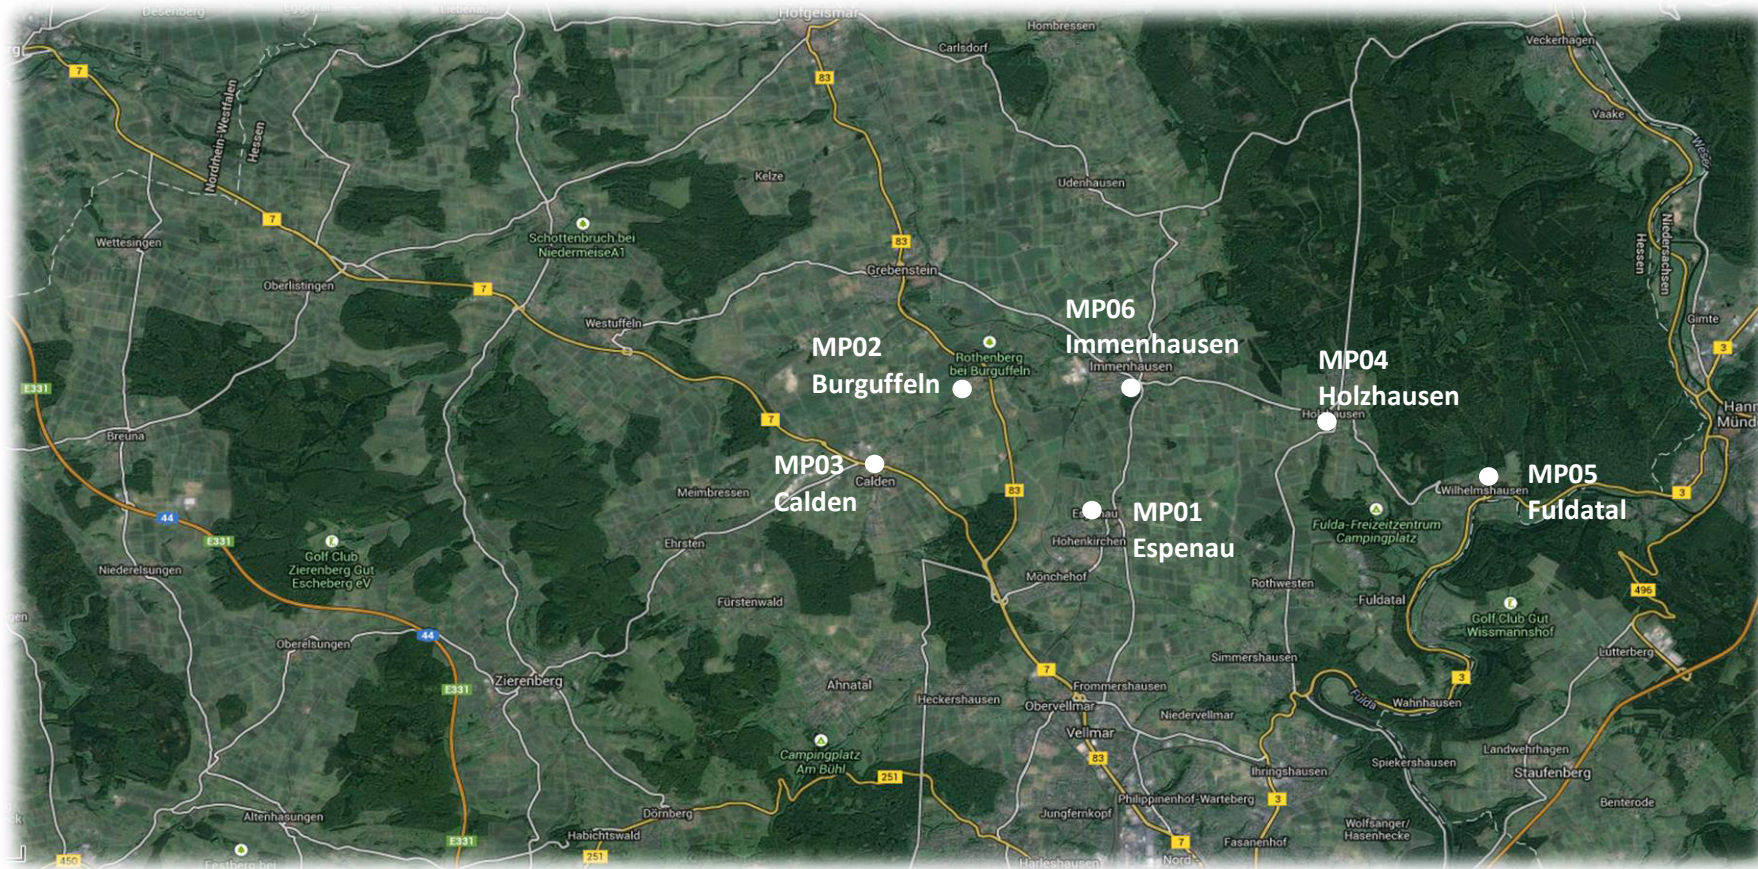 Desenberg
Liebenau
Hofgeismar
Hombressen
Carlsdorf
Veckerhagen
7
83
Nordrhein-Westfalen
Hessen
Vaake
Weser
Kelze
Udenhausen
7
Wettesingen
Schottenbruch bei
NiedermeiseA1
83
Niedersachsen
Hessen
Grebenstein
Oberlistingen
7
MP06
Immenhausen
Gimte
Westuffeln
MP02
Burguffeln
Rothenberg
bei Burguffeln
Immenhausen
3
MP04
Holzhausen
E331
Holzhausen
Hann
Münd
7
Breuna
MP03
Calden
Calden
Meimbressen
83
MP05
Fuldatal
Wilhelmshausen
3
44
E331
Espenau
MP01
Espenau
Hohenkirchen
Fulda-Freizeitzentrum
Campingplatz
Ehrsten
Golf Club
Zierenberg Gut
Escheberg eV
Niederelsungen
Mönchehof
Rothwesten
496
Fürstenwald
Fuldatal
Golf Club Gut
Wissmannshof
gen
44
Oberelsungen
Lutterberg
Simmershausen
7
Zierenberg
E331
Ahnatal
Frommershausen
3
Heckershausen
Obervellmar
Fulda
Wahnhausen
Niedervellmar
Vellmar
Campingplatz
Am Bühl
83
Landwehrhagen
Spiekershausen
251
Ihringshausen
Staufenberg
Philippinenhof-Warteberg
3
Benterode
Dörnberg
Jungfernkopf
Altenhasungen
Wolfsanger/
Hasenhecke
Habichtswald
E331
7
Fasanenhof
450
251
Harleshausen
Nord-